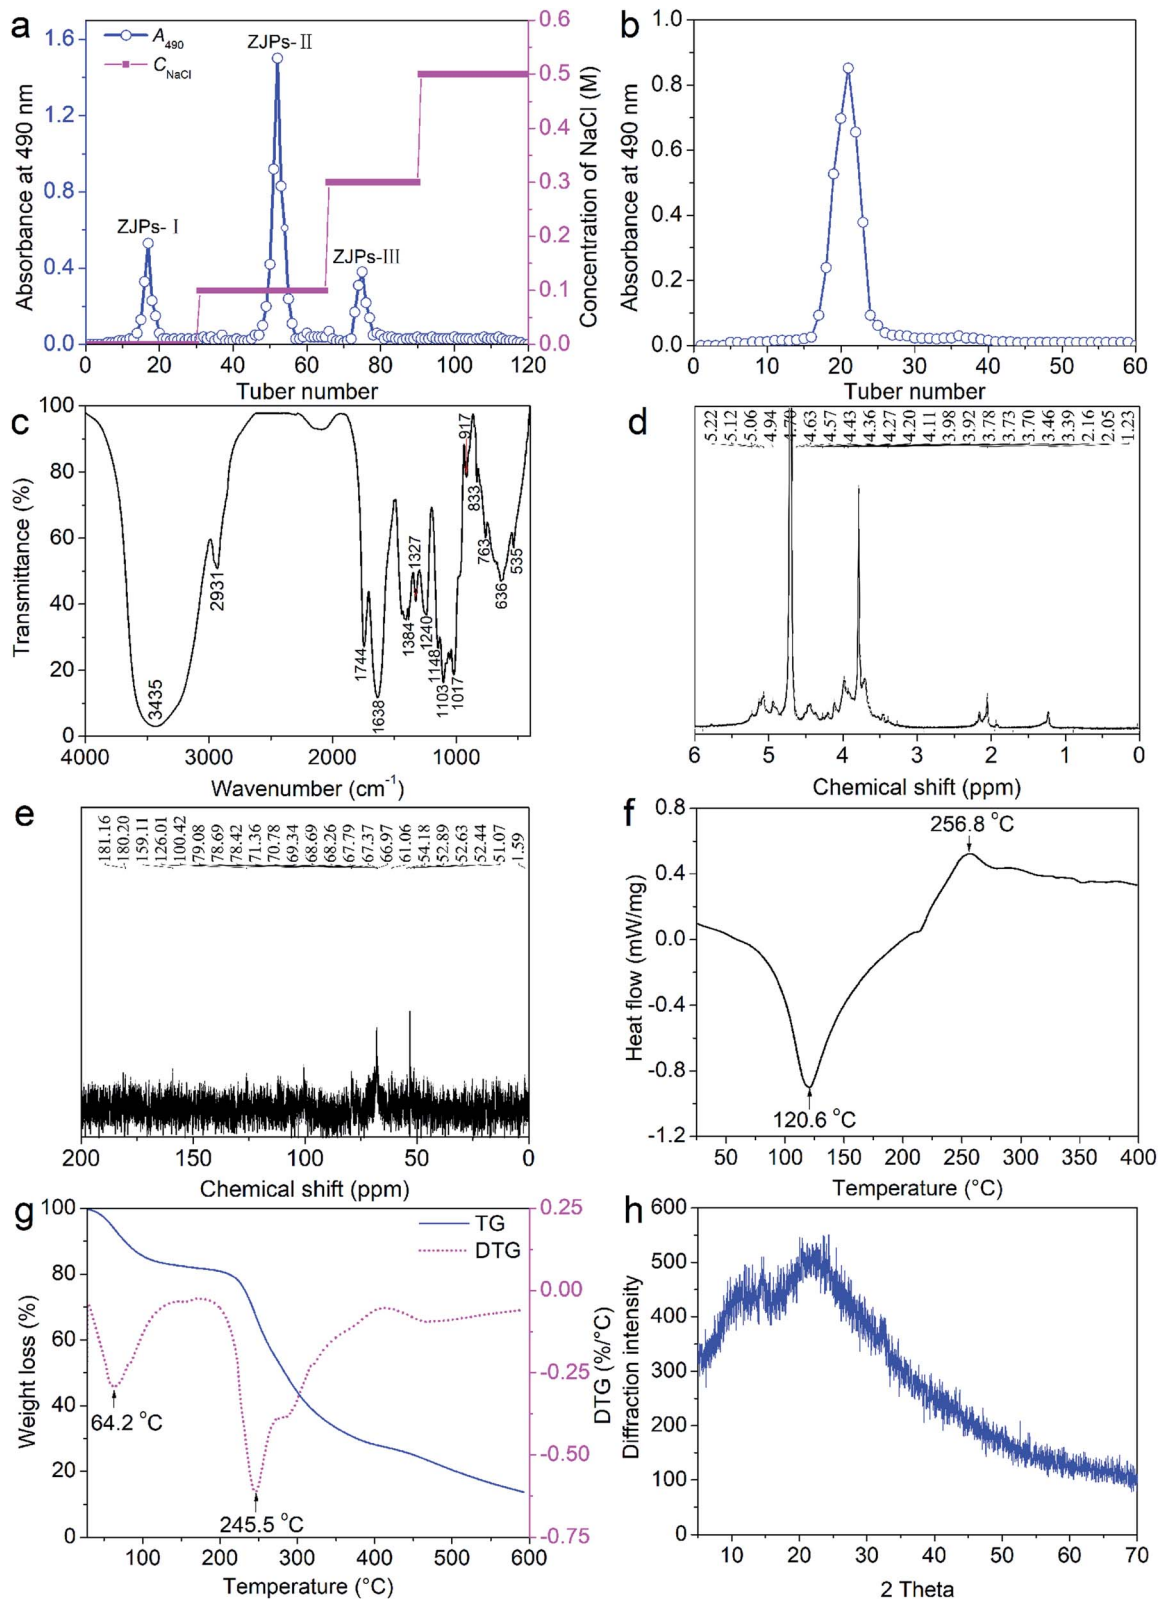 a
A490
CNaCl
ZJPs-Ⅰ
ZJPs-Ⅱ
ZJPs-III
Absorbance at 490 nm
1.6
1.2
0.8
0.4
0.0
Concentration of NaCl (M)
0.6
0.5
0.4
0.3
0.2
0.1
0.0
0 20 40 60 80 100 120
Tuber number
b
Absorbance at 490 nm
1.0
0.8
0.6
0.4
0.2
0.0
0 10 20 30 40 50 60
Tuber number
c
Transmittance (%)
100
80
60
40
20
0
3435
2931
1744
1638
1384
1327
1240
1148
1103
1017
917
833
763
636
535
4000 3000 2000 1000
Wavenumber (cm-1)
d
5.22
5.12
5.06
4.94
4.70
4.63
4.57
4.43
4.36
4.27
4.20
4.11
3.98
3.92
3.78
3.73
3.70
3.46
3.39
2.16
2.05
1.23
6 5 4 3 2 1 0
Chemical shift (ppm)
e
181.16
180.20
159.11
126.01
100.42
79.08
78.69
78.42
71.36
70.78
69.34
68.69
68.26
67.79
67.37
66.97
61.06
54.18
52.89
52.63
52.44
51.07
1.59
200 150 100 50 0
Chemical shift (ppm)
f
Heat flow (mW/mg)
0.8
0.4
0.0
-0.4
-0.8
-1.2
256.8 °C
120.6 °C
50 100 150 200 250 300 350 400
Temperature (°C)
g
TG
DTG
Weight loss (%)
100
80
60
40
20
0
64.2 °C
245.5 °C
DTG (%/°C)
0.25
0.00
-0.25
-0.50
-0.75
100 200 300 400 500 600
Temperature (°C)
h
Diffraction intensity
600
500
400
300
200
100
0
10 20 30 40 50 60 70
2 Theta